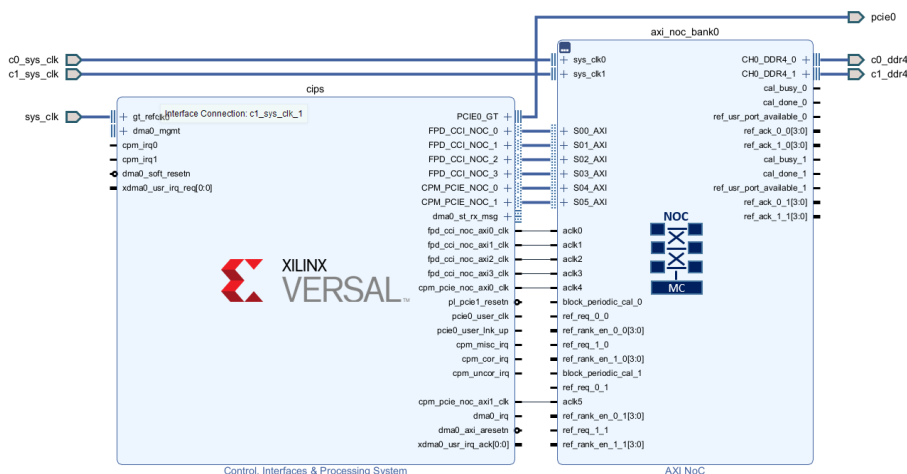 pcie0
axi_noc_bank0
c0_sys_clk
c1_sys_clk
sys_clk0
sys_clk1
CH0_DDR4_0
CH0_DDR4_1
c0_ddr4
c1_ddr4
cal_busy_0
cal_done_0
ref_usr_port_available_0
ref_ack_0_0[3:0]
ref_ack_1_0[3:0]
cal_busy_1
cal_done_1
ref_usr_port_available_1
ref_ack_0_1[3:0]
ref_ack_1_1[3:0]
cips
sys_clk
gt_refclk0
Interface Connection: c1_sys_clk_1
dma0_mgmt
cpm_irq0
cpm_irq1
dma0_soft_resetn
xdma0_usr_irq_req[0:0]
PCIE0_GT
FPD_CCI_NOC_0
FPD_CCI_NOC_1
FPD_CCI_NOC_2
FPD_CCI_NOC_3
CPM_PCIE_NOC_0
CPM_PCIE_NOC_1
dma0_st_rx_msg
fpd_cci_noc_axi0_clk
fpd_cci_noc_axi1_clk
fpd_cci_noc_axi2_clk
fpd_cci_noc_axi3_clk
cpm_pcie_noc_axi0_clk
pl_pcie1_resetn
pcie0_user_clk
pcie0_user_lnk_up
cpm_misc_irq
cpm_cor_irq
cpm_uncor_irq
cpm_pcie_noc_axi1_clk
dma0_irq
dma0_axi_aresetn
xdma0_usr_irq_ack[0:0]
XILINX
VERSAL™
S00_AXI
S01_AXI
S02_AXI
S03_AXI
S04_AXI
S05_AXI
aclk0
aclk1
aclk2
aclk3
aclk4
block_periodic_cal_0
ref_req_0_0
ref_rank_en_0_0[3:0]
ref_req_1_0
ref_rank_en_1_0[3:0]
block_periodic_cal_1
ref_req_0_1
aclk5
ref_rank_en_0_1[3:0]
ref_req_1_1
ref_rank_en_1_1[3:0]
NOC
MC
Control, Interfaces & Processing System
AXI NoC